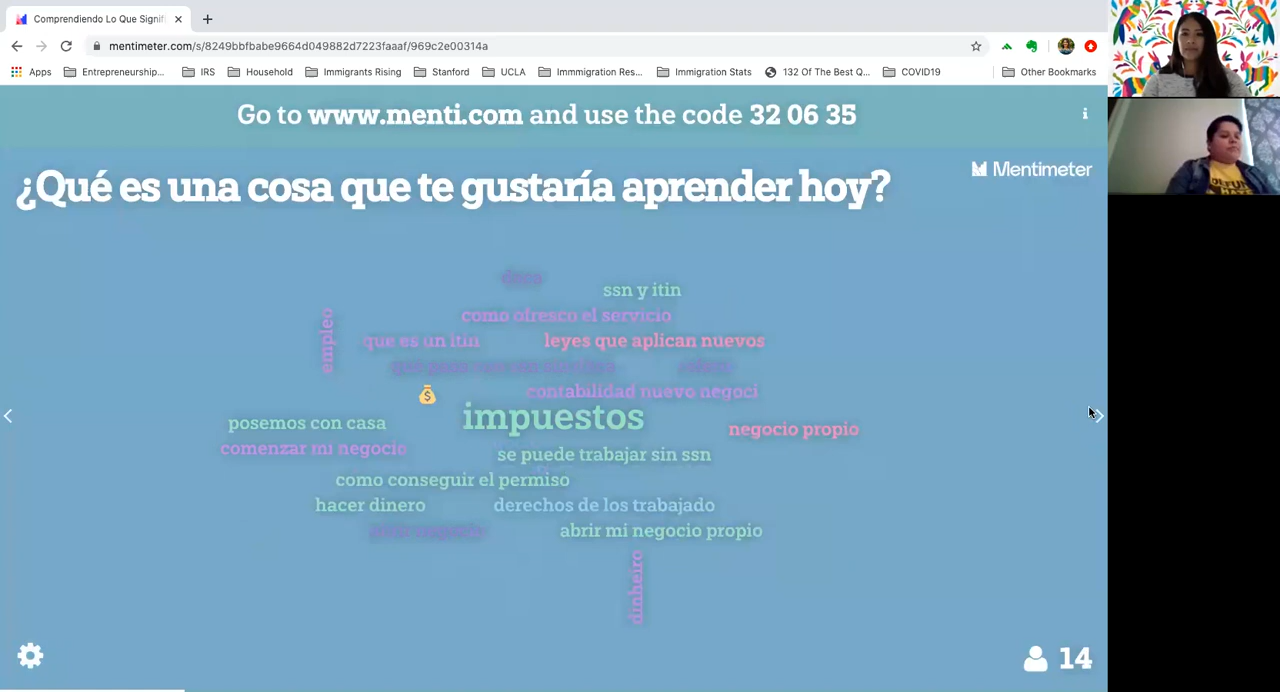 Comprendiendo Lo Que Signif
mentimeter.com/s/8249bbfbabe9664d049882d7223faaaf/969c2e00314a
Apps Entrepreneurship... IRS Household Immigrants Rising Stanford UCLA Immmigration Res... Immigration Stats 132 Of The Best Q... COVID19 Other Bookmarks
Go to www.menti.com and use the code 32 06 35
Mentimeter
¿Qué es una cosa que te gustaría aprender hoy?
daca
ssn y itin
como ofresco el servicio
empleo
que es un itin
leyes que aplican nuevos
contabilidad nuevo negoci
impuestos
posemos con casa
negocio propio
comenzar mi negocio
se puede trabajar sin ssn
como conseguir el permiso
hacer dinero
derechos de los trabajado
abrir mi negocio propio
dinheiro
14